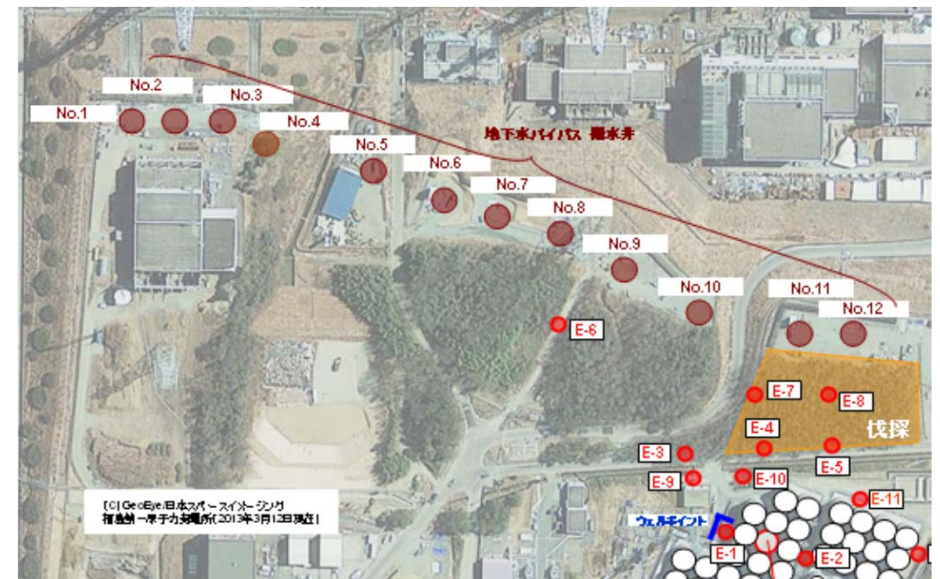 No.1
No.2
No.3
No.4
No.5
No.6
No.7
No.8
No.9
No.10
No.11
No.12
地下水バイパス 揚水井
E-6
E-7
E-8
伐採
E-4
E-5
E-3
E-9
E-10
E-11
ウェルポイント
E-1
E-2
(C)GeoEye/日本スペースイメージング
福島第一原子力発電所(2013年3月12日現在)